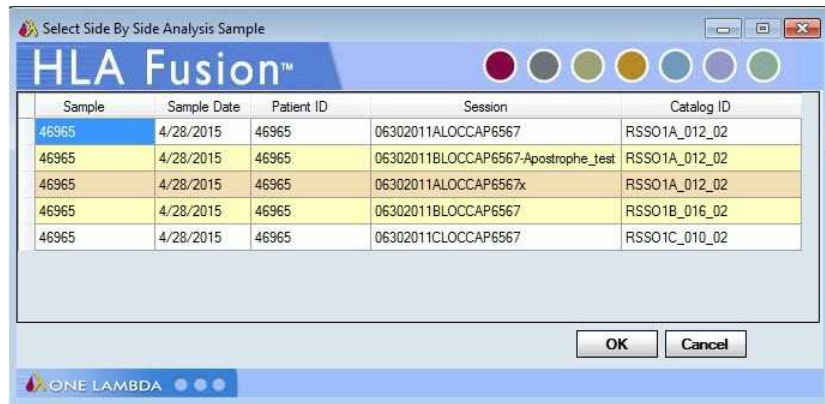 Select Side By Side Analysis Sample
HLA Fusion™
Sample Sample Date Patient ID Session Catalog ID
46965 4/28/2015 46965 06302011ALOCCAP6567 RSSO1A_012_02
46965 4/28/2015 46965 06302011BLOCCAP6567-Apostrophe_test RSSO1A_012_02
46965 4/28/2015 46965 06302011ALOCCAP6567x RSSO1A_012_02
46965 4/28/2015 46965 06302011BLOCCAP6567 RSSO1B_016_02
46965 4/28/2015 46965 06302011CLOCCAP6567 RSSO1C_010_02
OK Cancel
ONE LAMBDA